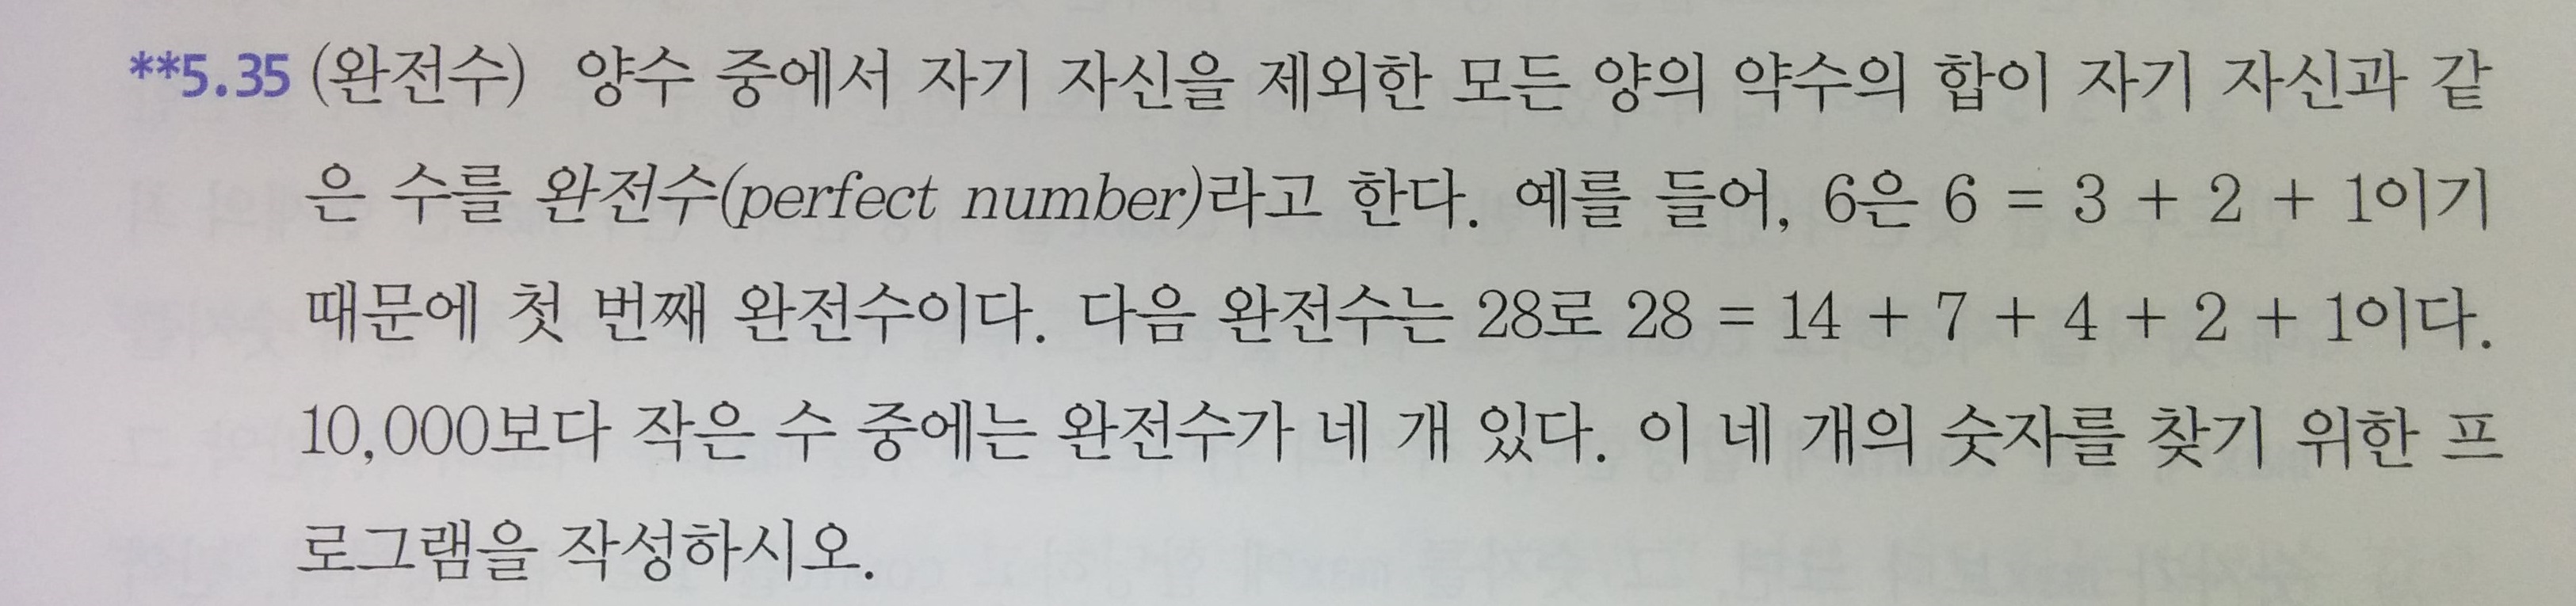 **5.35 (완전수) 양수 중에서 자기 자신을 제외한 모든 양의 약수의 합이 자기 자신과 같
은 수를 완전수(perfect number)라고 한다. 예를 들어, 6은 6 = 3 + 2 + 1이기
때문에 첫 번째 완전수이다. 다음 완전수는 28로 28 = 14 + 7 + 4 + 2 + 1이다.
10,000보다 작은 수 중에는 완전수가 네 개 있다. 이 네 개의 숫자를 찾기 위한 프
로그램을 작성하시오.